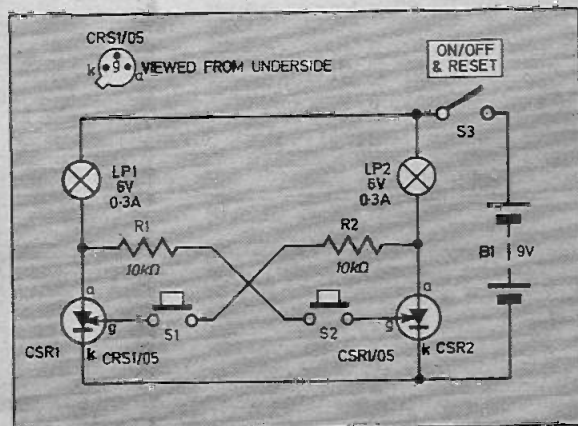 CRS1/05
k g a VIEWED FROM UNDERSIDE
ON/OFF
& RESET
S3
LP1
6V
0·3A
LP2
6V
0·3A
R1
10kΩ
R2
10kΩ
B1 9V
a
g
k
CSR1
CRS1/05
S1
S2
a
g
k
CSR1/05
CSR2